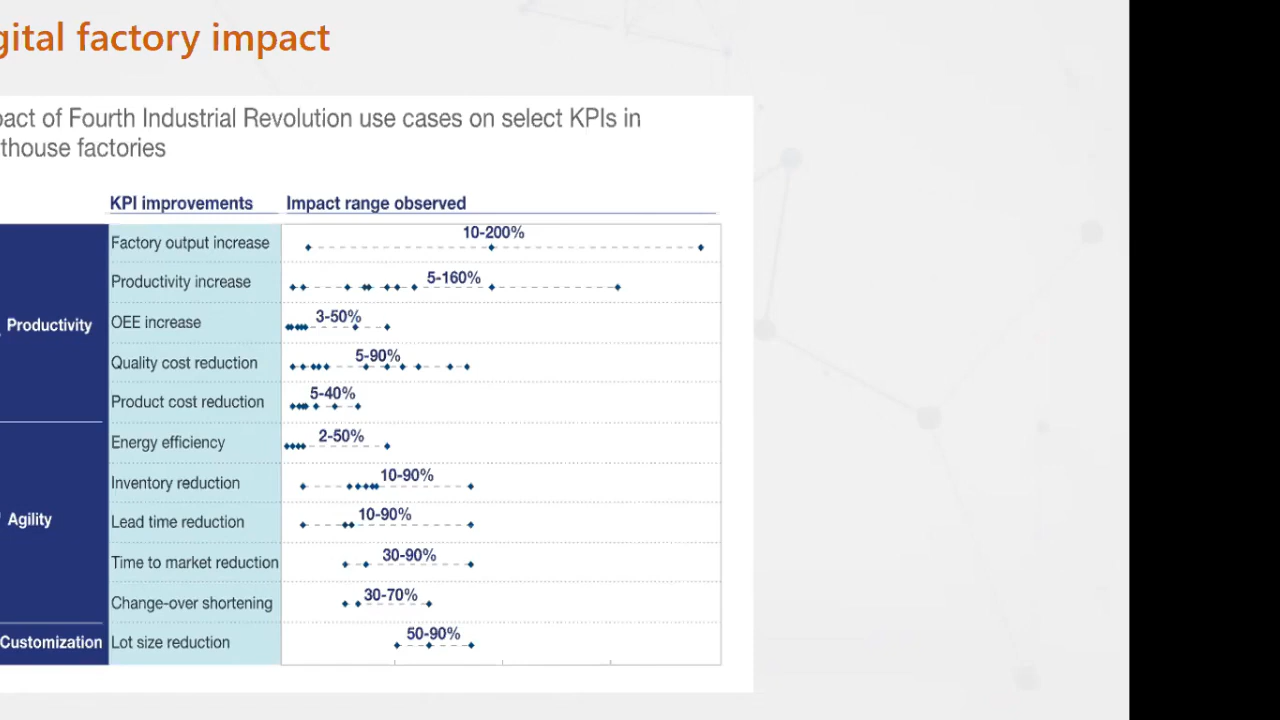 gital factory impact
pact of Fourth Industrial Revolution use cases on select KPIs in
thouse factories
KPI improvements Impact range observed
Productivity
Factory output increase 10-200%
Productivity increase 5-160%
OEE increase 3-50%
Quality cost reduction 5-90%
Product cost reduction 5-40%
Agility
Energy efficiency 2-50%
Inventory reduction 10-90%
Lead time reduction 10-90%
Time to market reduction 30-90%
Change-over shortening 30-70%
Customization
Lot size reduction 50-90%